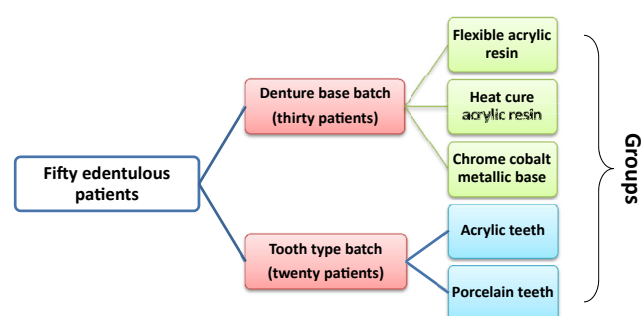 Fifty edentulous
patients
Denture base batch
(thirty patients)
Tooth type batch
(twenty patients)
Flexible acrylic
resin
Heat cure
acrylic resin
Chrome cobalt
metallic base
Acrylic teeth
Porcelain teeth
Groups